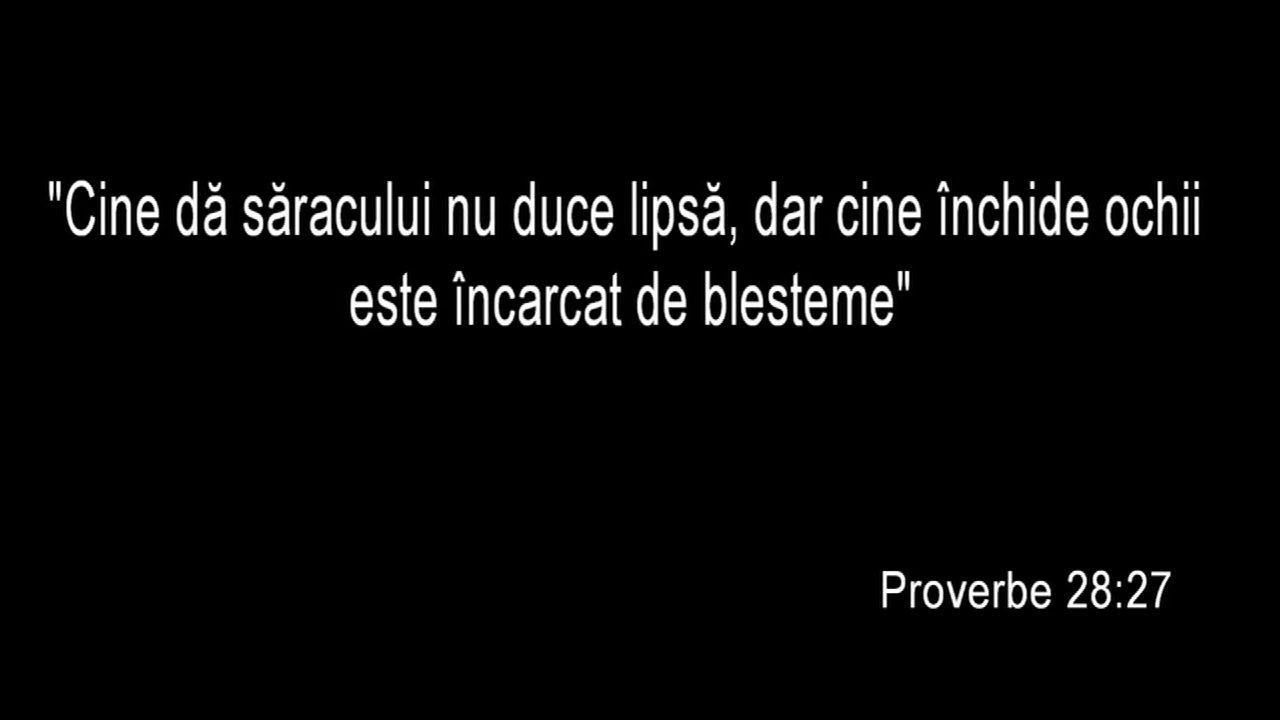 "Cine dă săracului nu duce lipsă, dar cine închide ochii
este încarcat de blesteme"
Proverbe 28:27